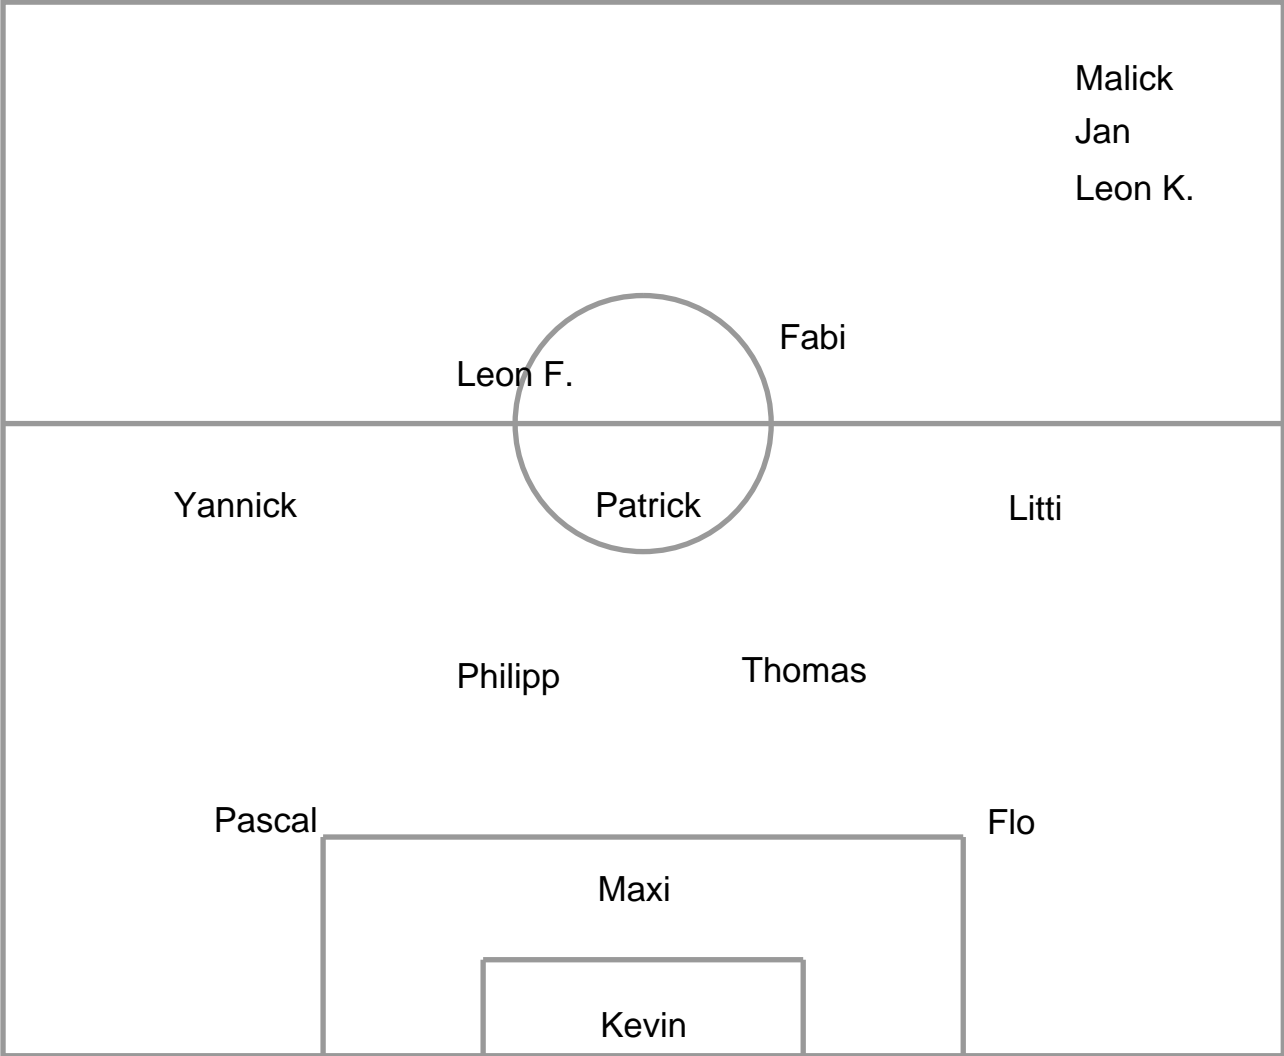 Malick
Jan
Leon K.
Fabi
Leon F.
Yannick
Patrick
Litti
Philipp
Thomas
Pascal
Flo
Maxi
Kevin